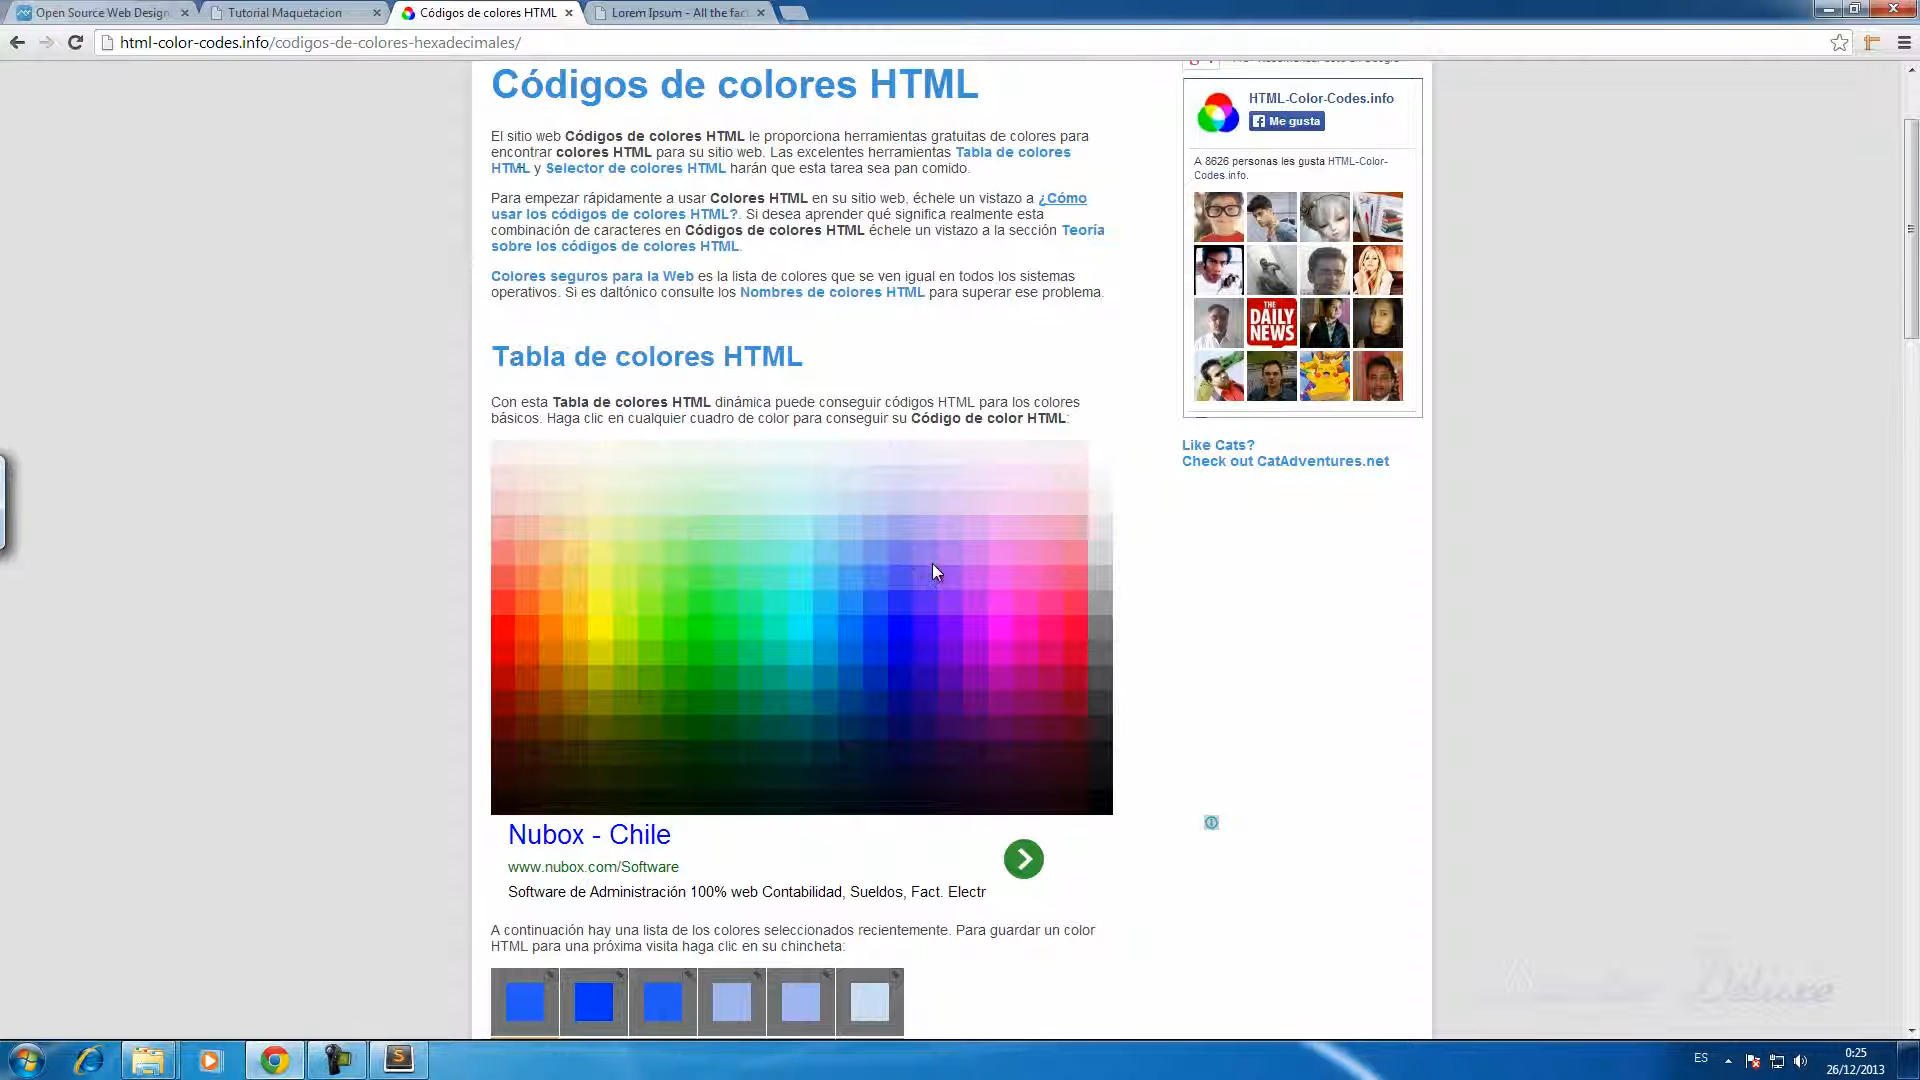 Open Source Web Design
Tutorial Maquetacion
Códigos de colores HTML
Lorem Ipsum - All the fac
html-color-codes.info/codigos-de-colores-hexadecimales/
Códigos de colores HTML
El sitio web Códigos de colores HTML le proporciona herramientas gratuitas de colores para
encontrar colores HTML para su sitio web. Las excelentes herramientas Tabla de colores
HTML y Selector de colores HTML harán que esta tarea sea pan comido.
Para empezar rápidamente a usar Colores HTML en su sitio web, échele un vistazo a ¿Cómo
usar los códigos de colores HTML?. Si desea aprender qué significa realmente esta
combinación de caracteres en Códigos de colores HTML échele un vistazo a la sección Teoría
sobre los códigos de colores HTML.
Colores seguros para la Web es la lista de colores que se ven igual en todos los sistemas
operativos. Si es daltónico consulte los Nombres de colores HTML para superar ese problema.
Tabla de colores HTML
Con esta Tabla de colores HTML dinámica puede conseguir códigos HTML para los colores
básicos. Haga clic en cualquier cuadro de color para conseguir su Código de color HTML:
Nubox - Chile
www.nubox.com/Software
Software de Administración 100% web Contabilidad, Sueldos, Fact. Electr
A continuación hay una lista de los colores seleccionados recientemente. Para guardar un color
HTML para una próxima visita haga clic en su chincheta:
HTML-Color-Codes.info
Me gusta
A 8626 personas les gusta HTML-Color-
Codes.info.
THE
DAILY
NEWS
Like Cats?
Check out CatAdventures.net
ES
0:25
26/12/2013